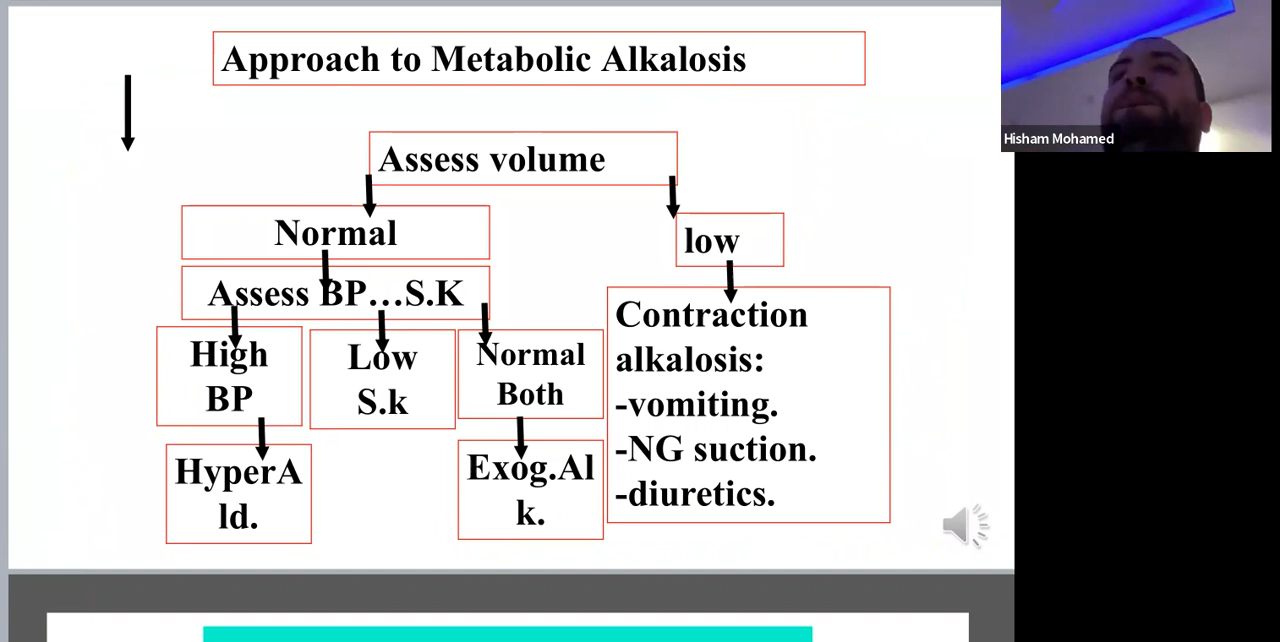 Approach to Metabolic Alkalosis
Hisham Mohamed
Assess volume
Normal
low
Assess BP...S.K
High
BP
Low
S.k
Normal
Both
Contraction
alkalosis:
-vomiting.
-NG suction.
-diuretics.
HyperA
ld.
Exog.Al
k.